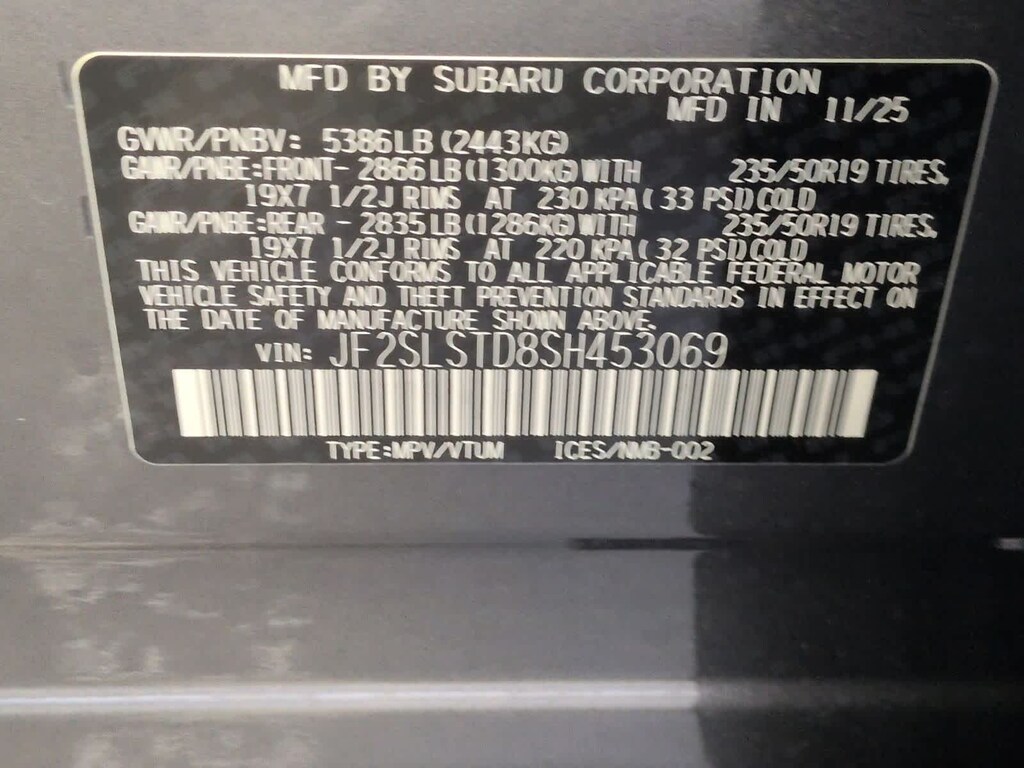 MFD BY SUBARU CORPORATION
MFD IN 11/25
GVWR/PNBV: 5386LB (2443KG)
GAWR/PNBE:FRONT- 2866LB(1300KG)WITH 235/50R19 TIRES,
19X7 1/2J RIMS AT 230 KPA( 33 PSI)COLD
GAWR/PNBE:REAR - 2835LB(1286KG)WITH 235/50R19 TIRES,
19X7 1/2J RIMS AT 220 KPA( 32 PSI)COLD
THIS VEHICLE CONFORMS TO ALL APPLICABLE FEDERAL MOTOR
VEHICLE SAFETY AND THEFT PREVENTION STANDARDS IN EFFECT ON
THE DATE OF MANUFACTURE SHOWN ABOVE.
VIN: JF2SLSTD8SH453069
TYPE:MPV/VTUM ICES/NMB-002